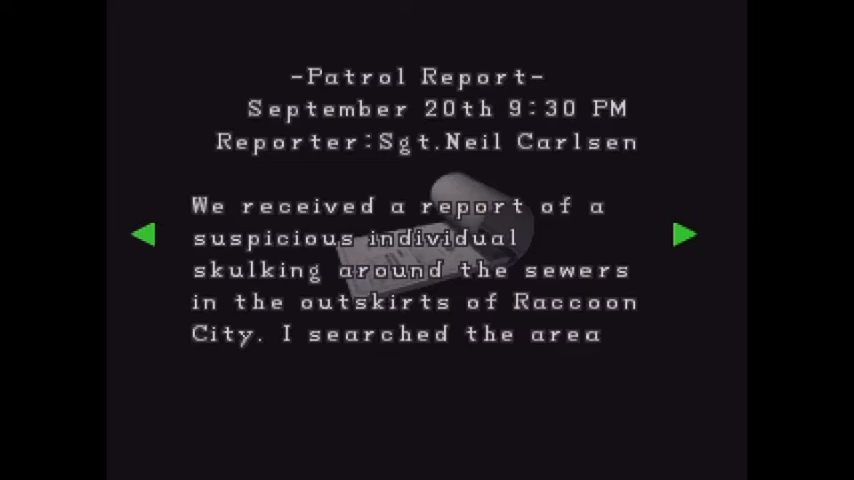 -Patrol Report-
September 20th 9:30 PM
Reporter:Sgt.Neil Carlsen
We received a report of a
suspicious individual
skulking around the sewers
in the outskirts of Raccoon
City. I searched the area